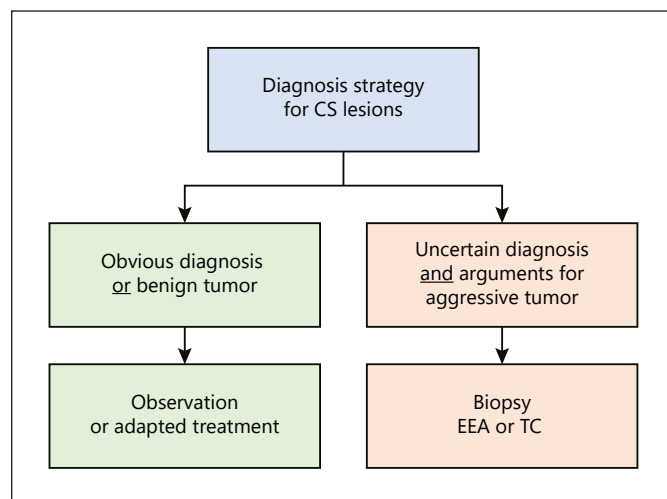 Diagnosis strategy
for CS lesions
Obvious diagnosis
or benign tumor
Uncertain diagnosis
and arguments for
aggressive tumor
Observation
or adapted treatment
Biopsy
EEA or TC